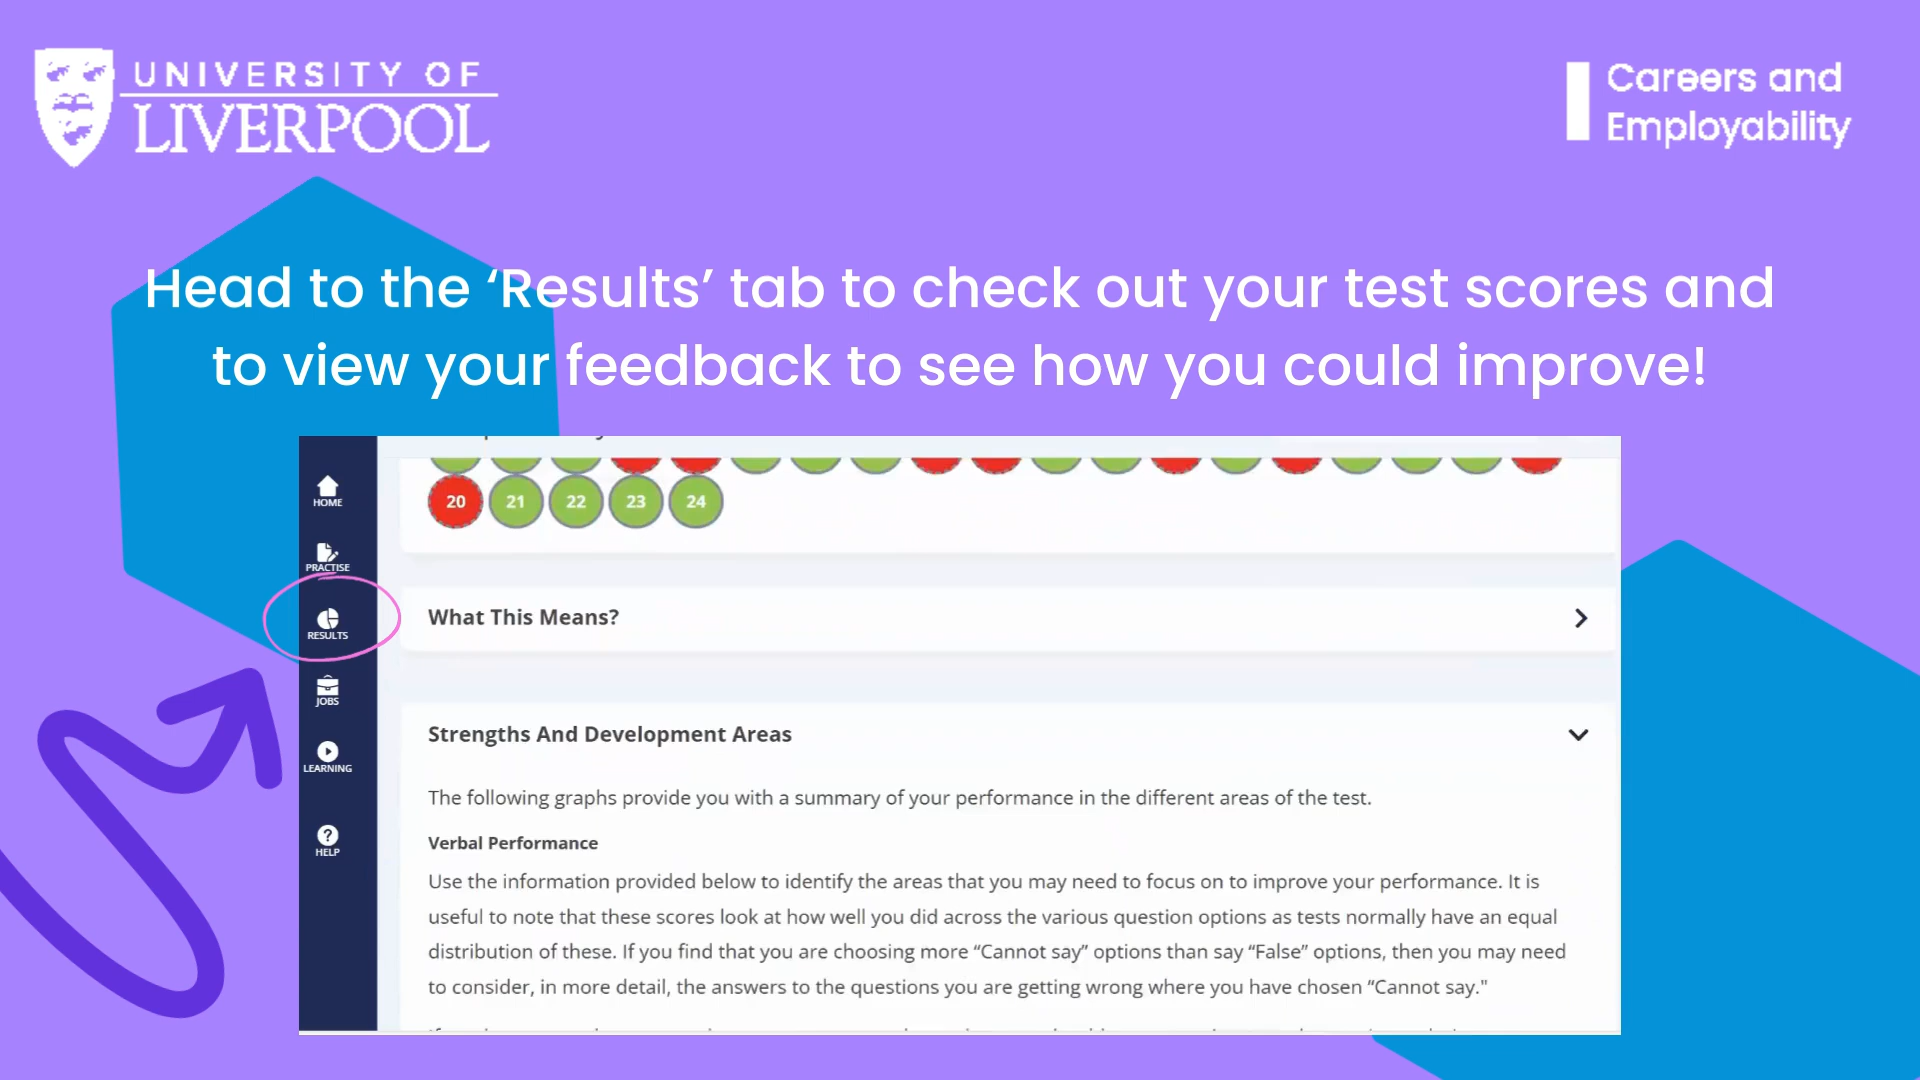 UNIVERSITY OF
LIVERPOOL
Careers and
Employability
Head to the ‘Results’ tab to check out your test scores and
to view your feedback to see how you could improve!
HOME
PRACTISE
RESULTS
JOBS
LEARNING
HELP
20 21 22 23 24
What This Means?
Strengths And Development Areas
The following graphs provide you with a summary of your performance in the different areas of the test.
Verbal Performance
Use the information provided below to identify the areas that you may need to focus on to improve your performance. It is
useful to note that these scores look at how well you did across the various question options as tests normally have an equal
distribution of these. If you find that you are choosing more “Cannot say” options than say “False” options, then you may need
to consider, in more detail, the answers to the questions you are getting wrong where you have chosen “Cannot say."